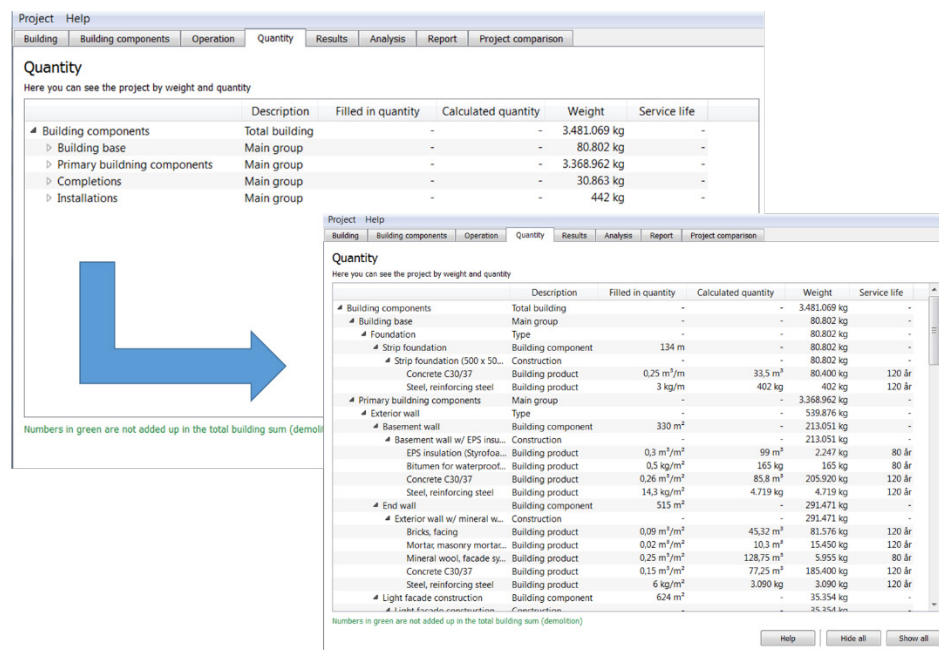 Project Help
Building Building components Operation Quantity Results Analysis Report Project comparison
Quantity
Here you can see the project by weight and quantity
Description Filled in quantity Calculated quantity Weight Service life
Building components Total building - - 3.481.069 kg -
Building base Main group - - 80.802 kg -
Primary buildning components Main group - - 3.368.962 kg -
Completions Main group - - 30.863 kg -
Installations Main group - - 442 kg -
Numbers in green are not added up in the total building sum (demoli
Project Help
Building Building components Operation Quantity Results Analysis Report Project comparison
Quantity
Here you can see the project by weight and quantity
Description Filled in quantity Calculated quantity Weight Service life
Building components Total building - - 3.481.069 kg -
Building base Main group - - 80.802 kg -
Foundation Type - - 80.802 kg -
Strip foundation Building component 134 m - 80.802 kg -
Strip foundation (500 x 50... Construction - - 80.802 kg -
Concrete C30/37 Building product 0,25 m³/m 33,5 m³ 80.400 kg 120 år
Steel, reinforcing steel Building product 3 kg/m 402 kg 402 kg 120 år
Primary buildning components Main group - - 3.368.962 kg -
Exterior wall Type - - 539.876 kg -
Basement wall Building component 330 m² - 213.051 kg -
Basement wall w/ EPS insu... Construction - - 213.051 kg -
EPS insulation (Styrofoa... Building product 0,3 m³/m² 99 m³ 2.247 kg 80 år
Bitumen for waterproof... Building product 0,5 kg/m² 165 kg 165 kg 80 år
Concrete C30/37 Building product 0,26 m³/m² 85,8 m³ 205.920 kg 120 år
Steel, reinforcing steel Building product 14,3 kg/m² 4.719 kg 4.719 kg 120 år
End wall Building component 515 m² - 291.471 kg -
Exterior wall w/ mineral w... Construction - - 291.471 kg -
Bricks, facing Building product 0,09 m³/m² 45,32 m³ 81.576 kg 120 år
Mortar, masonry mortar... Building product 0,02 m³/m² 10,3 m³ 15.450 kg 120 år
Mineral wool, facade sy... Building product 0,25 m³/m² 128,75 m³ 5.955 kg 80 år
Concrete C30/37 Building product 0,15 m³/m² 77,25 m³ 185.400 kg 120 år
Steel, reinforcing steel Building product 6 kg/m² 3.090 kg 3.090 kg 120 år
Light facade construction Building component 624 m² - 35.354 kg -
Light facade construction Construction - - 35.354 kg -
Numbers in green are not added up in the total building sum (demolition)
Help Hide all Show all